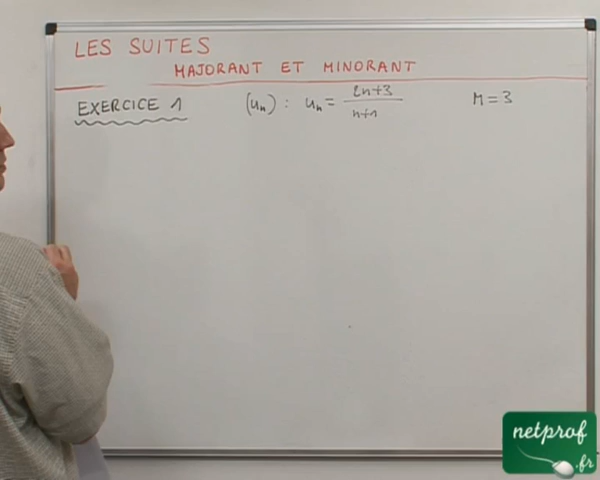 LES SUITES
MAJORANT ET MINORANT
EXERCICE 1 (uₙ) : uₙ = (2n+3)/(n+1) M = 3
netprof
.fr